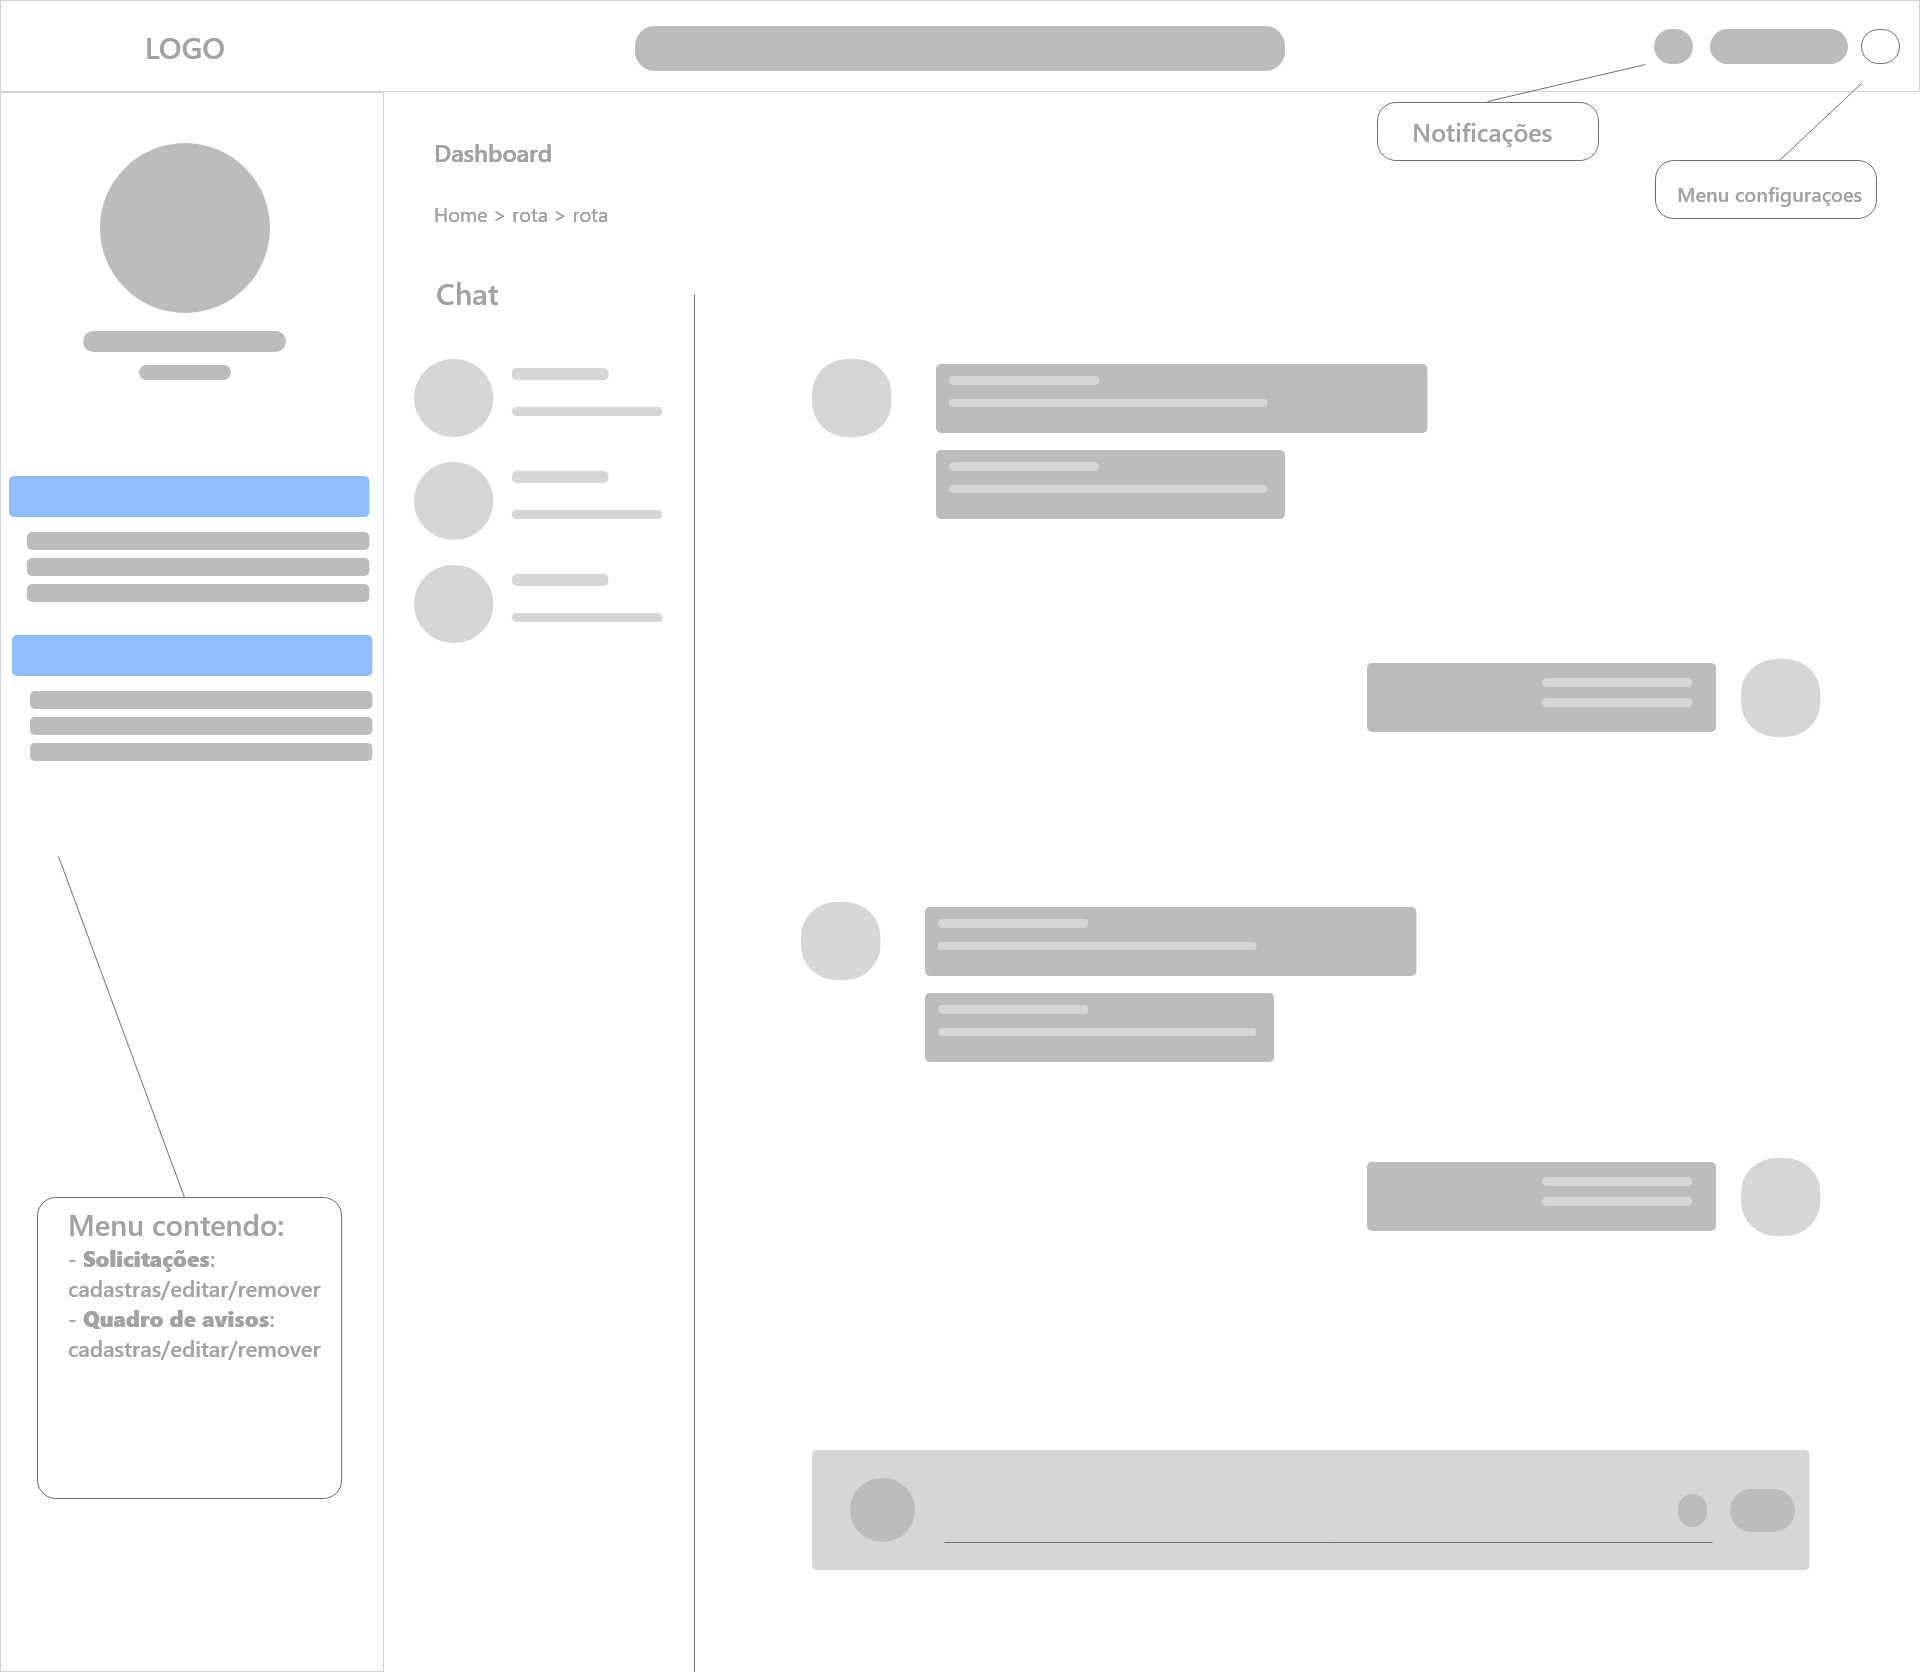 LOGO
Notificações
Menu configuraçoes
Dashboard
Home > rota > rota
Chat
Menu contendo:
- Solicitações:
cadastras/editar/remover
- Quadro de avisos:
cadastras/editar/remover